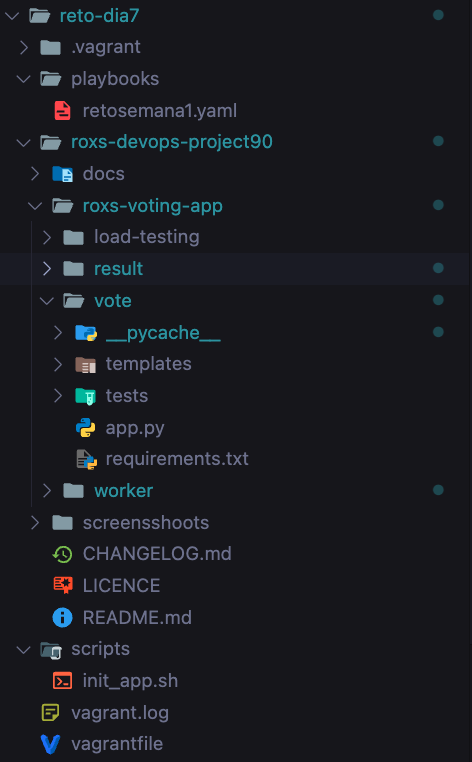 reto-dia7
.vagrant
playbooks
retosemana1.yaml
roxs-devops-project90
docs
roxs-voting-app
load-testing
result
vote
__pycache__
templates
tests
app.py
requirements.txt
worker
screensshoots
CHANGELOG.md
LICENCE
README.md
scripts
init_app.sh
vagrant.log
vagrantfile